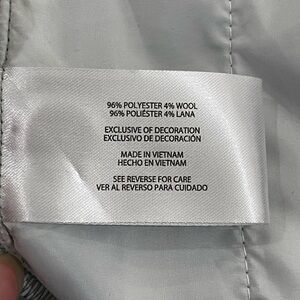 96% POLYESTER 4% WOOL
96% POLIÉSTER 4% LANA
EXCLUSIVE OF DECORATION
EXCLUSIVO DE DECORACIÓN
MADE IN VIETNAM
HECHO EN VIETNAM
SEE REVERSE FOR CARE
VER AL REVERSO PARA CUIDADO